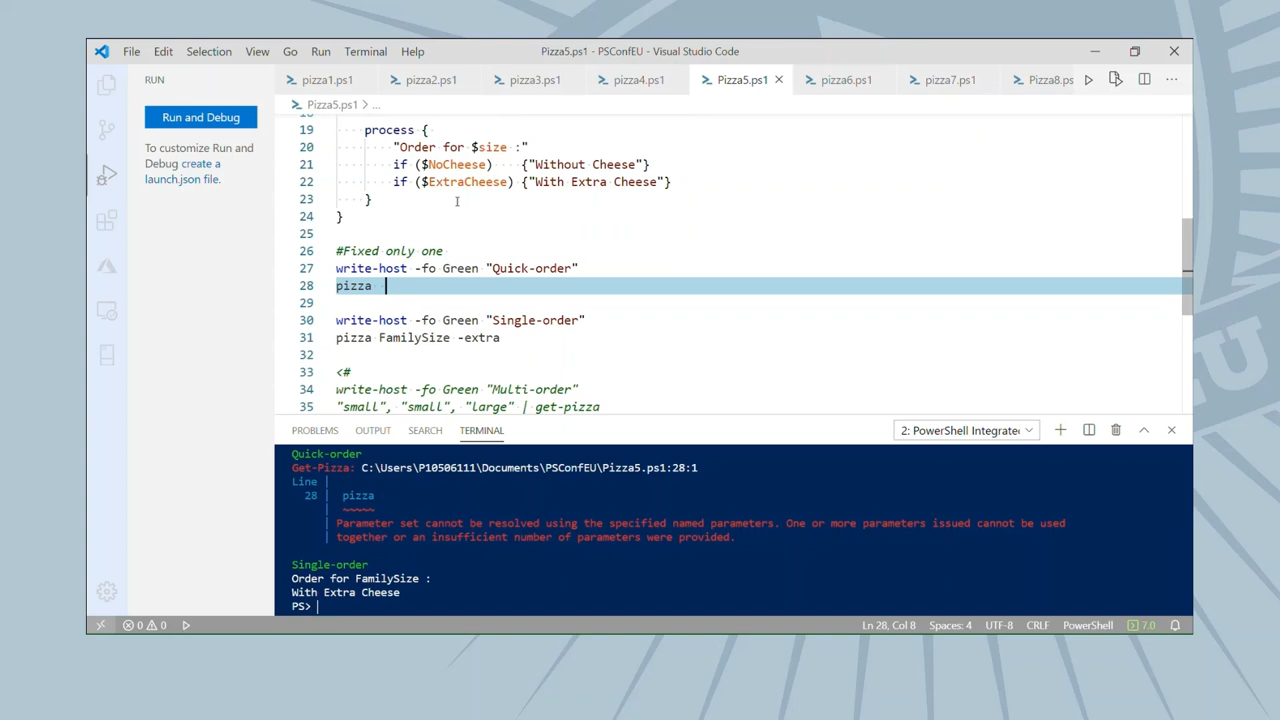 File Edit Selection View Go Run Terminal Help Pizza5.ps1 - PSConfEU - Visual Studio Code
RUN pizza1.ps1 pizza2.ps1 pizza3.ps1 pizza4.ps1 Pizza5.ps1 pizza6.ps1 pizza7.ps1 Pizza8.ps
Pizza5.ps1 > ...
Run and Debug
To customize Run and
Debug create a
launch.json file.
19 process {
20 "Order for $size :"
21 if ($NoCheese) {"Without Cheese"}
22 if ($ExtraCheese) {"With Extra Cheese"}
23 }
24 }
25
26 #Fixed only one
27 write-host -fo Green "Quick-order"
28 pizza
29
30 write-host -fo Green "Single-order"
31 pizza FamilySize -extra
32
33 <#
34 write-host -fo Green "Multi-order"
35 "small", "small", "large" | get-pizza
PROBLEMS OUTPUT SEARCH TERMINAL 2: PowerShell Integrate
Quick-order
Get-Pizza: C:\Users\P10506111\Documents\PSConfEU\Pizza5.ps1:28:1
Line |
28 | pizza
| ~~~~~
| Parameter set cannot be resolved using the specified named parameters. One or more parameters issued cannot be used
| together or an insufficient number of parameters were provided.
Single-order
Order for FamilySize :
With Extra Cheese
PS>
0 0 Ln 28, Col 8 Spaces: 4 UTF-8 CRLF PowerShell 7.0